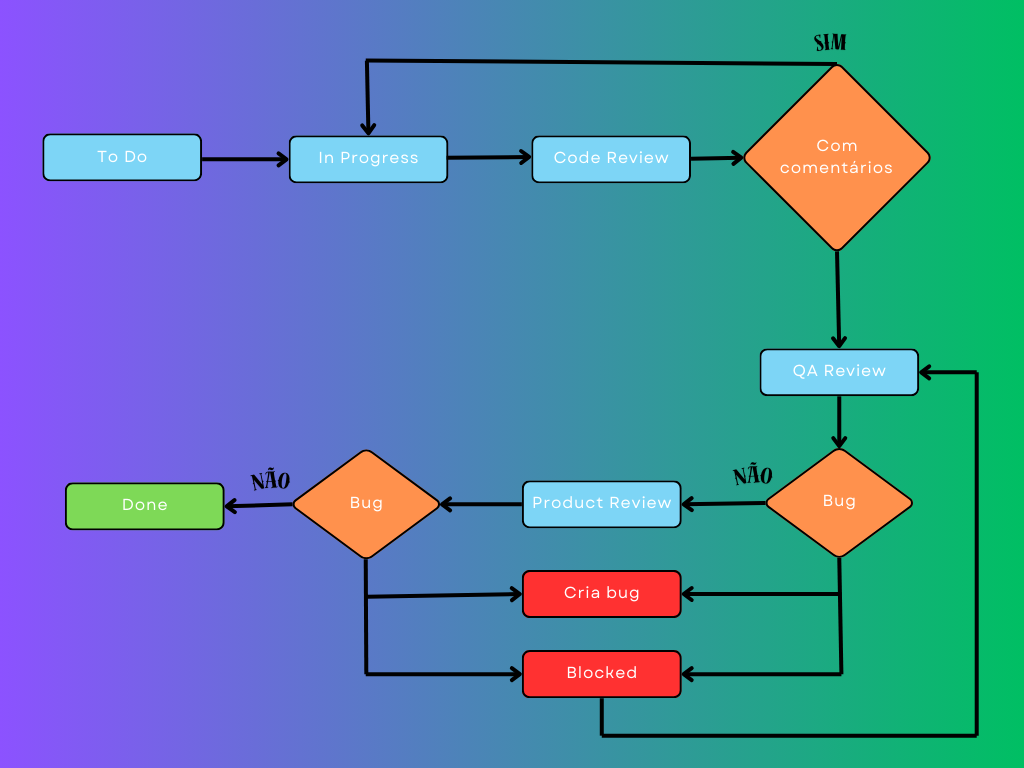 SIM
To Do
In Progress
Code Review
Com
comentários
QA Review
NÃO
NÃO
Done
Bug
Product Review
Bug
Cria bug
Blocked